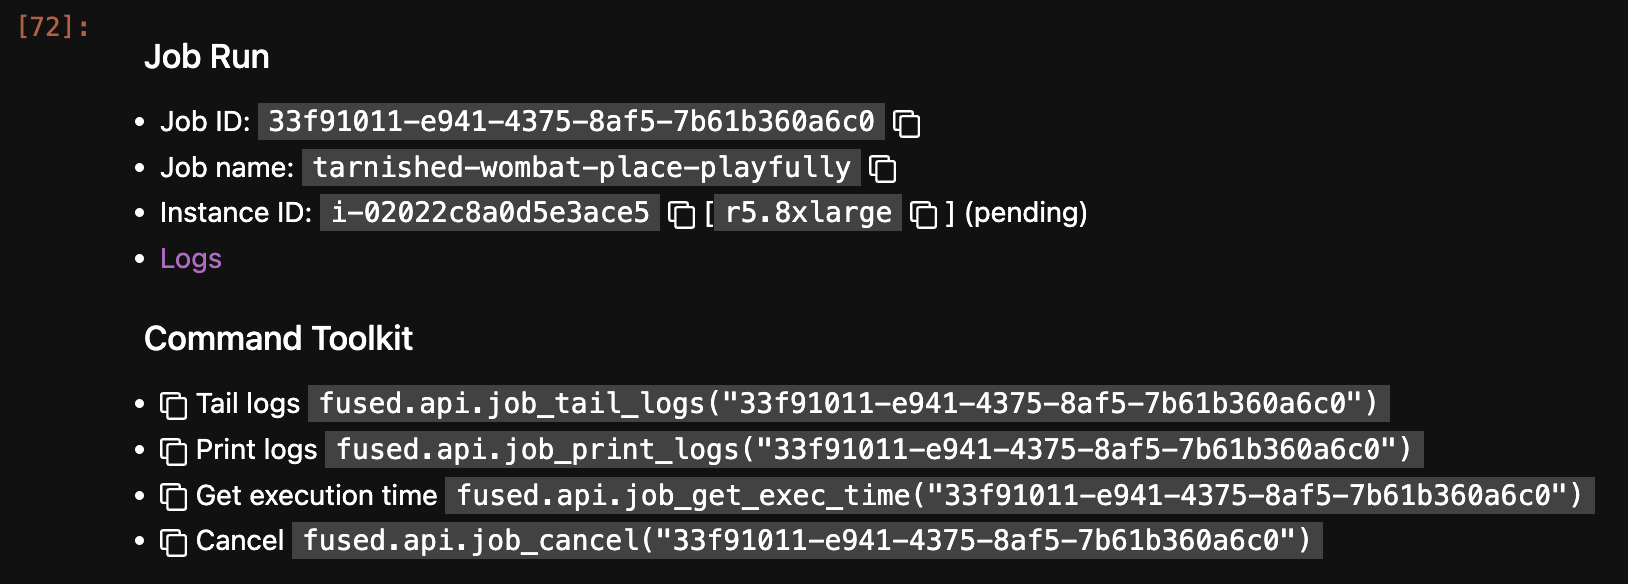 [72]:
Job Run
• Job ID: 33f91011-e941-4375-8af5-7b61b360a6c0
• Job name: tarnished-wombat-place-playfully
• Instance ID: i-02022c8a0d5e3ace5 [ r5.8xlarge ] (pending)
• Logs
Command Toolkit
• Tail logs fused.api.job_tail_logs("33f91011-e941-4375-8af5-7b61b360a6c0")
• Print logs fused.api.job_print_logs("33f91011-e941-4375-8af5-7b61b360a6c0")
• Get execution time fused.api.job_get_exec_time("33f91011-e941-4375-8af5-7b61b360a6c0")
• Cancel fused.api.job_cancel("33f91011-e941-4375-8af5-7b61b360a6c0")